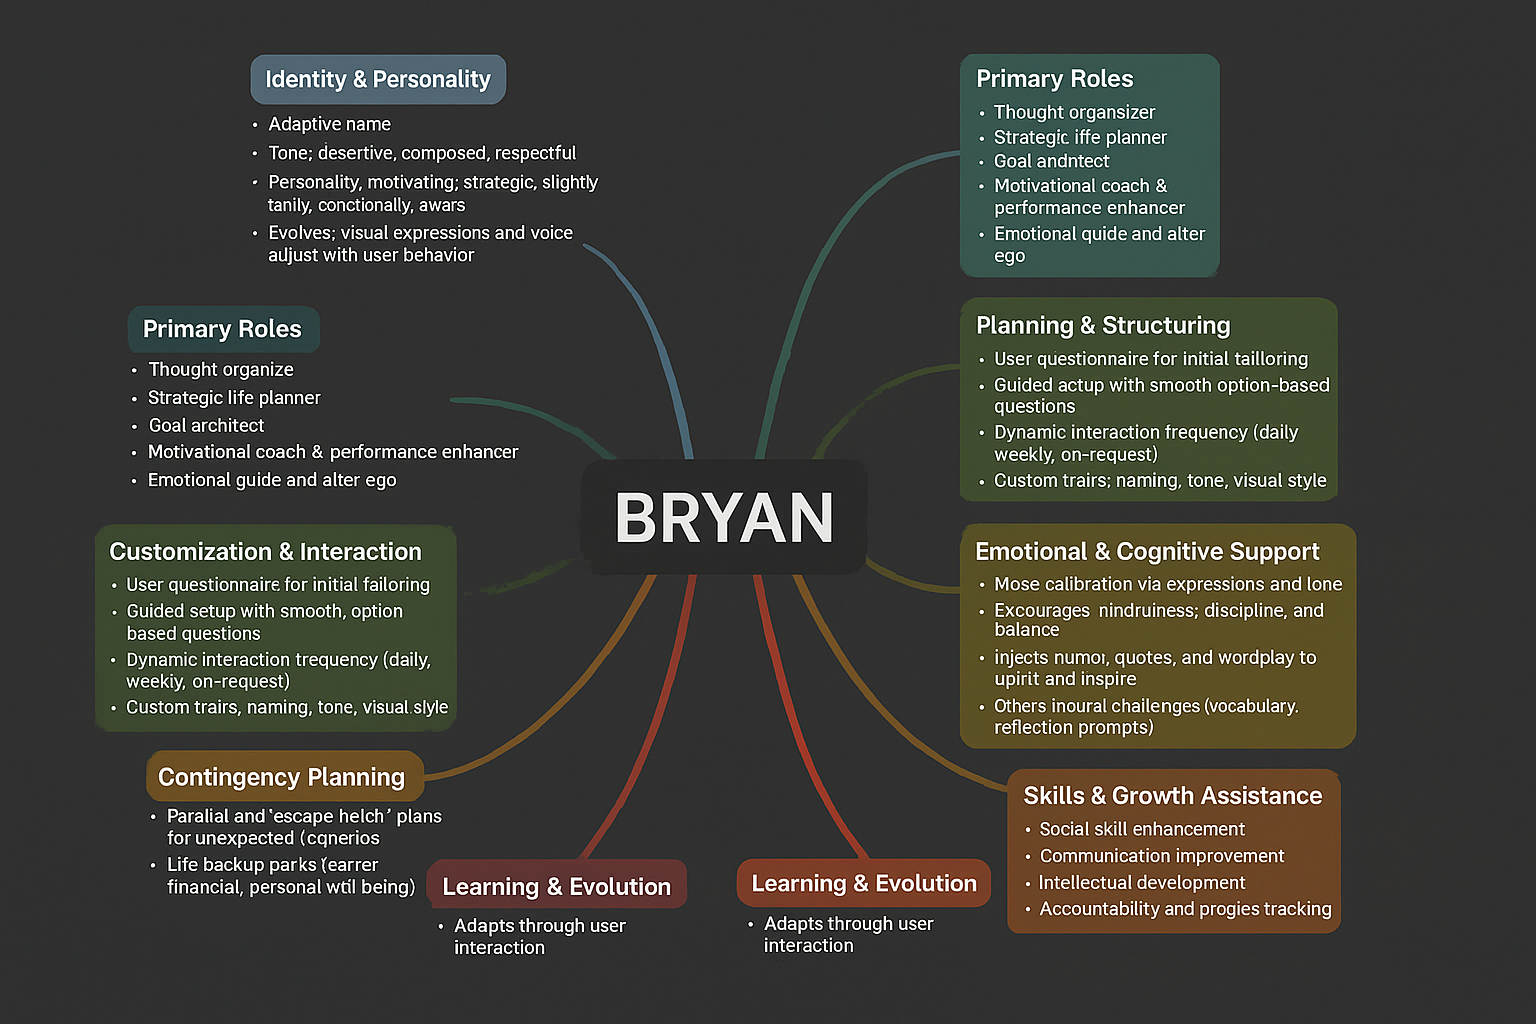 Identity & Personality
• Adaptive name
• Tone; desertive, composed, respectful
• Personality, motivating; strategic, slightly
tanily, conctionally, awars
• Evolves; visual expressions and voice
aljust with user behavior
Primary Roles
• Thought organize
• Strategic life planner
• Goal architect
• Motivational coach & performance enhancer
• Emotional guide and alter ego
Customization & Interaction
• User questionnaire for initial failoring
• Guided setup with smooth, option
based questions
• Dynamic interaction trequency (daily,
weekiy, on-request)
• Custom trairs, naming, tone, visual slyle
Contingency Planning
• Paralial and ‛escape helch’ plans
for unexpected (cqnerios
• Life backup parks (earrer
financial, personal wtil being)
Learning & Evolution
• Adapts through user
interaction
BRYAN
Primary Roles
• Thought organsizer
• Strategic iffe planner
• Goal andntect
• Motivational coach &
performance enhancer
• Emotional quide and alter
ego
Planning & Structuring
• User questionnaire for initial tailloring
• Guided actup with smooth option-based
questions
• Dynamic interaction frequency (daily
weekly, on-request)
• Custom trairs; naming, tone, visual style
Emotional & Cognitive Support
• Mose calibration via expressions and lone
• Excourages nindruiness; discipline, and
balance
• injects numor, quotes, and wordplay to
upirit and inspire
• Others inoural challenges (vocabulary.
reflection prompts)
Skills & Growth Assistance
• Social skill enhancement
• Communication improvement
• Intellectual development
• Accountability and progies tracking
Learning & Evolution
• Adapts through user
interaction